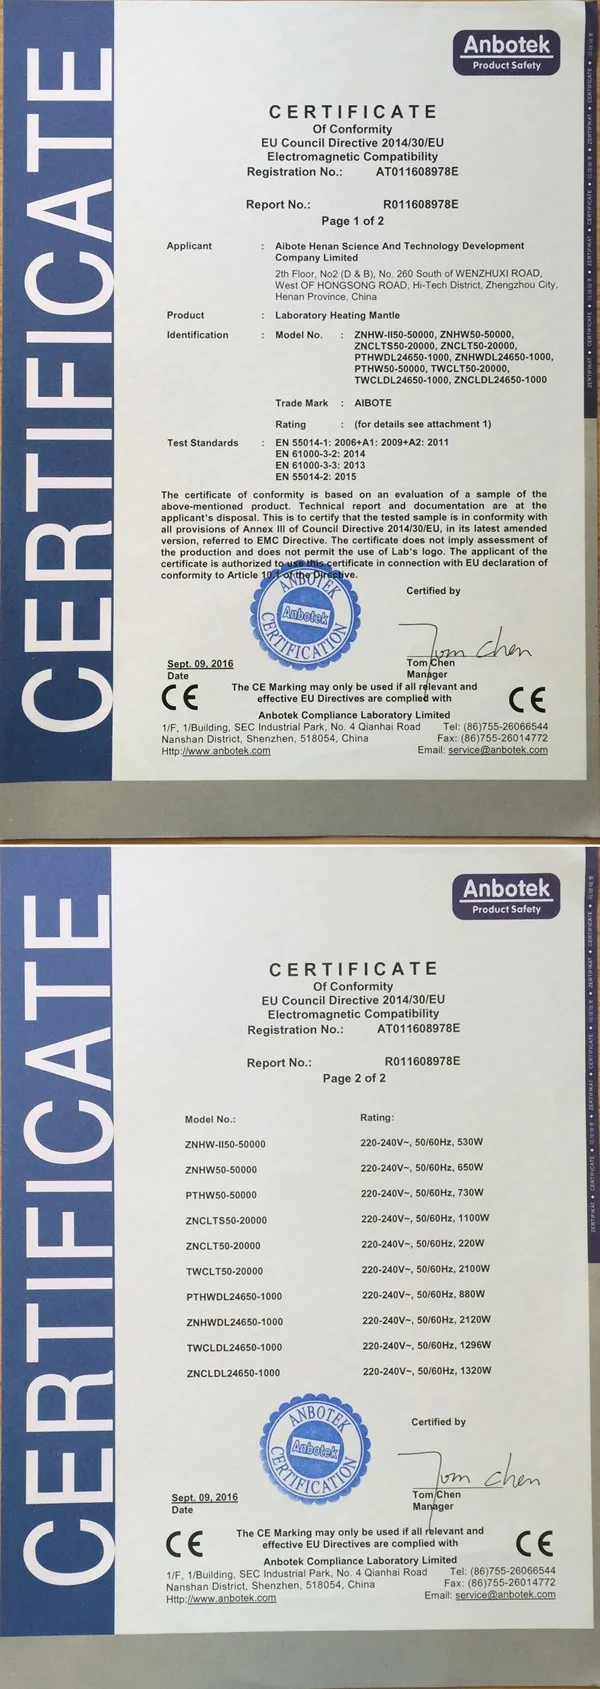 CERTIFICATE
Anbotek
Product Safety
CERTIFICATE
Of Conformity
EU Council Directive 2014/30/EU
Electromagnetic Compatibility
Registration No.: AT011608978E
Report No.: R011608978E
Page 1 of 2
Applicant : Aibote Henan Science And Technology Development
Company Limited
2th Floor, No2 (D & B), No. 260 South of WENZHUXI ROAD,
West OF HONGSONG ROAD, Hi-Tech District, Zhengzhou City,
Henan Province, China
Product : Laboratory Heating Mantle
Identification : Model No. : ZNHW-II50-50000, ZNHW50-50000,
ZNCLTS50-20000, ZNCLT50-20000,
PTHWDL24650-1000, ZNHWDL24650-1000,
PTHW50-50000, TWCLT50-20000,
TWCLDL24650-1000, ZNCLDL24650-1000
Trade Mark : AIBOTE
Rating : (for details see attachment 1)
Test Standards : EN 55014-1: 2006+A1: 2009+A2: 2011
EN 61000-3-2: 2014
EN 61000-3-3: 2013
EN 55014-2: 2015
The certificate of conformity is based on an evaluation of a sample of the
above-mentioned product. Technical report and documentation are at the
applicant's disposal. This is to certify that the tested sample is in conformity with
all provisions of Annex III of Council Directive 2014/30/EU, in its latest amended
version, referred to EMC Directive. The certificate does not imply assessment of
the production and does not permit the use of Lab's logo. The applicant of the
certificate is authorized to use this certificate in connection with EU declaration of
conformity to Article 10.1 of the Directive.
ANBOTEK
Anbotek
CERTIFICATION
Certified by
Tom Chen
Sept. 09, 2016
Date
Tom Chen
Manager
CE
The CE Marking may only be used if all relevant and
effective EU Directives are complied with
CE
Anbotek Compliance Laboratory Limited
1/F, 1/Building, SEC Industrial Park, No. 4 Qianhai Road Tel: (86)755-26066544
Nanshan District, Shenzhen, 518054, China Fax: (86)755-26014772
Http://www.anbotek.com Email: service@anbotek.com
CERTIFICATE
Anbotek
Product Safety
CERTIFICATE
Of Conformity
EU Council Directive 2014/30/EU
Electromagnetic Compatibility
Registration No.: AT011608978E
Report No.: R011608978E
Page 2 of 2
Model No.: Rating:
ZNHW-II50-50000 220-240V~, 50/60Hz, 530W
ZNHW50-50000 220-240V~, 50/60Hz, 650W
PTHW50-50000 220-240V~, 50/60Hz, 730W
ZNCLTS50-20000 220-240V~, 50/60Hz, 1100W
ZNCLT50-20000 220-240V~, 50/60Hz, 220W
TWCLT50-20000 220-240V~, 50/60Hz, 2100W
PTHWDL24650-1000 220-240V~, 50/60Hz, 880W
ZNHWDL24650-1000 220-240V~, 50/60Hz, 2120W
TWCLDL24650-1000 220-240V~, 50/60Hz, 1296W
ZNCLDL24650-1000 220-240V~, 50/60Hz, 1320W
ANBOTEK
Anbotek
CERTIFICATION
Certified by
Tom Chen
Sept. 09, 2016
Date
Tom Chen
Manager
CE
The CE Marking may only be used if all relevant and
effective EU Directives are complied with
CE
Anbotek Compliance Laboratory Limited
1/F, 1/Building, SEC Industrial Park, No. 4 Qianhai Road Tel: (86)755-26066544
Nanshan District, Shenzhen, 518054, China Fax: (86)755-26014772
Http://www.anbotek.com Email: service@anbotek.com